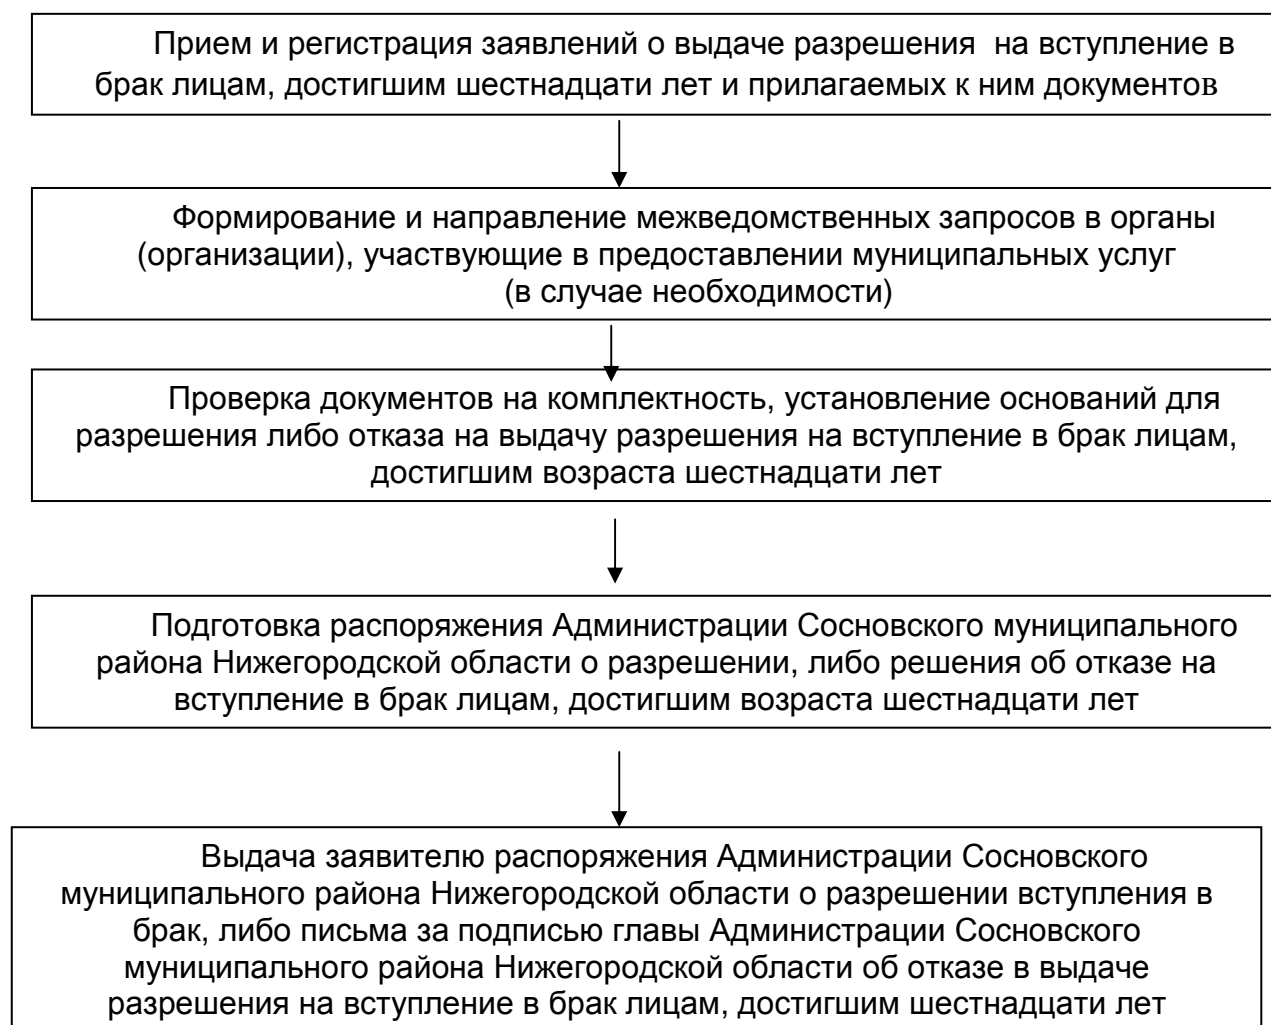 Прием и регистрация заявлений о выдаче разрешения на вступление в
брак лицам, достигшим шестнадцати лет и прилагаемых к ним документов
Формирование и направление межведомственных запросов в органы
(организации), участвующие в предоставлении муниципальных услуг
(в случае необходимости)
Проверка документов на комплектность, установление оснований для
разрешения либо отказа на выдачу разрешения на вступление в брак лицам,
достигшим возраста шестнадцати лет
Подготовка распоряжения Администрации Сосновского муниципального
района Нижегородской области о разрешении, либо решения об отказе на
вступление в брак лицам, достигшим возраста шестнадцати лет
Выдача заявителю распоряжения Администрации Сосновского
муниципального района Нижегородской области о разрешении вступления в
брак, либо письма за подписью главы Администрации Сосновского
муниципального района Нижегородской области об отказе в выдаче
разрешения на вступление в брак лицам, достигшим шестнадцати лет